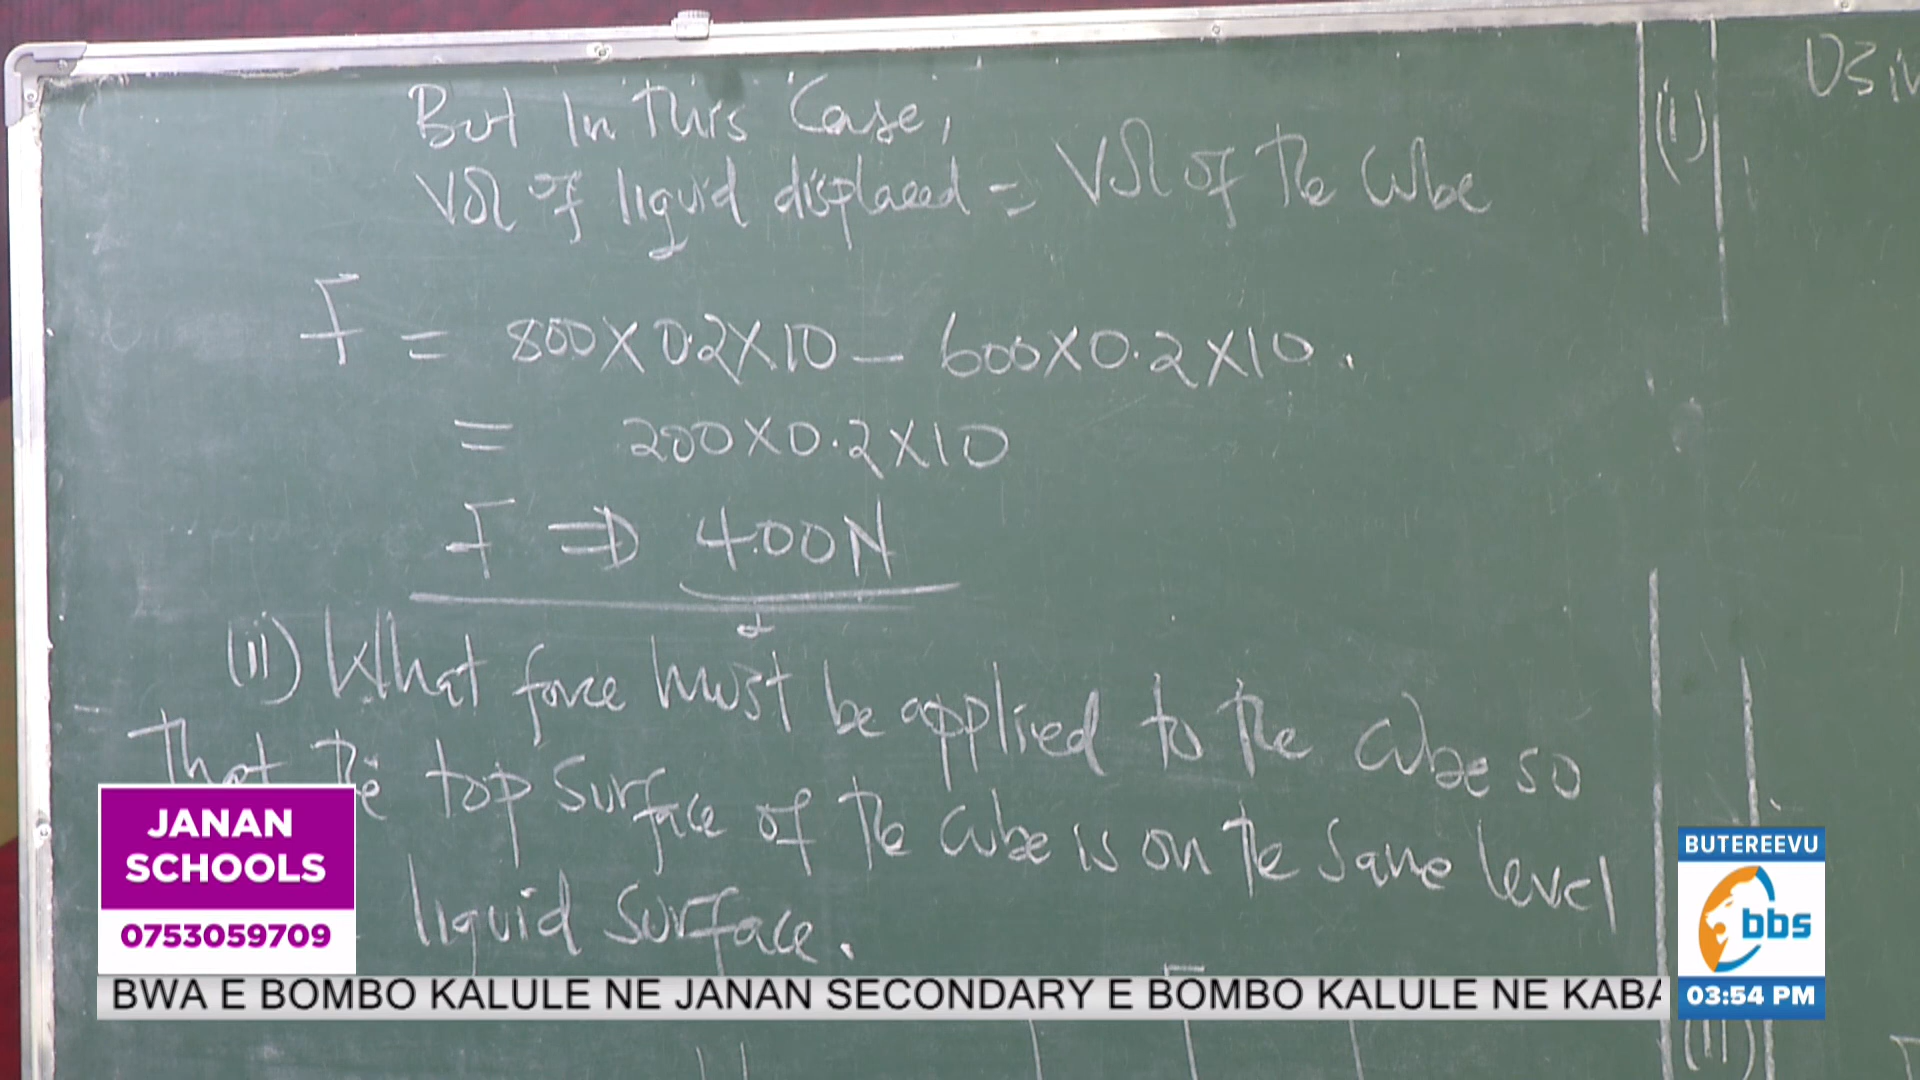 But In this Case,
Vol of liquid displaced = Vol of the Cube
F = 800X0.2X10 - 600X0.2X10.
= 200X0.2X10
F ⇒ 400N
(ii) What force must be applied to the Cube so
That the top surface of the Cube is on the same level
liquid surface.
(i)
Usin
(ii)
JANAN
SCHOOLS
0753059709
BUTEREEVU
bbs
03:54 PM
BWA E BOMBO KALULE NE JANAN SECONDARY E BOMBO KALULE NE KABA